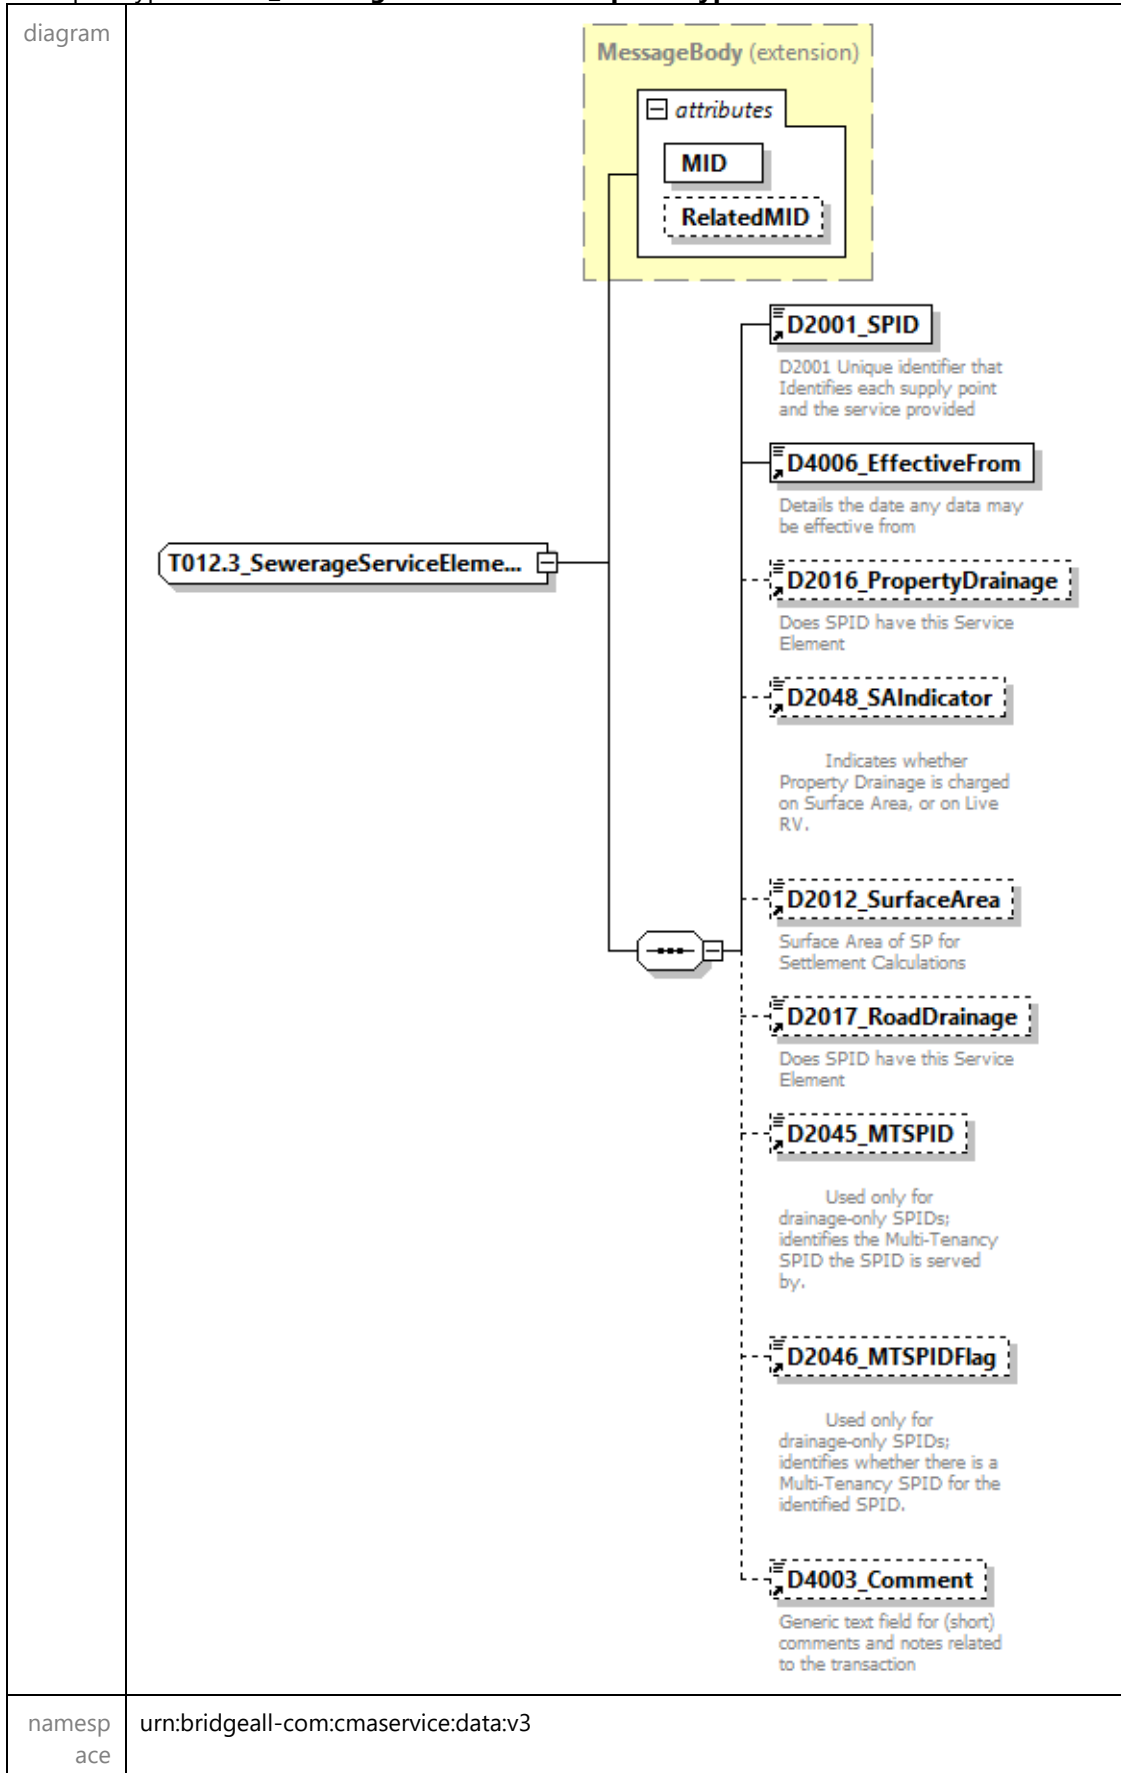 diagram
MessageBody (extension)
attributes
MID
RelatedMID
D2001_SPID
D2001 Unique identifier that
Identifies each supply point
and the service provided
D4006_EffectiveFrom
Details the date any data may
be effective from
T012.3_SewerageServiceEleme...
D2016_PropertyDrainage
Does SPID have this Service
Element
D2048_SAIndicator
Indicates whether
Property Drainage is charged
on Surface Area, or on Live
RV.
D2012_SurfaceArea
Surface Area of SP for
Settlement Calculations
D2017_RoadDrainage
Does SPID have this Service
Element
D2045_MTSPID
Used only for
drainage-only SPIDs;
identifies the Multi-Tenancy
SPID the SPID is served
by.
D2046_MTSPIDFlag
Used only for
drainage-only SPIDs;
identifies whether there is a
Multi-Tenancy SPID for the
identified SPID.
D4003_Comment
Generic text field for (short)
comments and notes related
to the transaction
namesp
ace
urn:bridgeall-com:cmaservice:data:v3